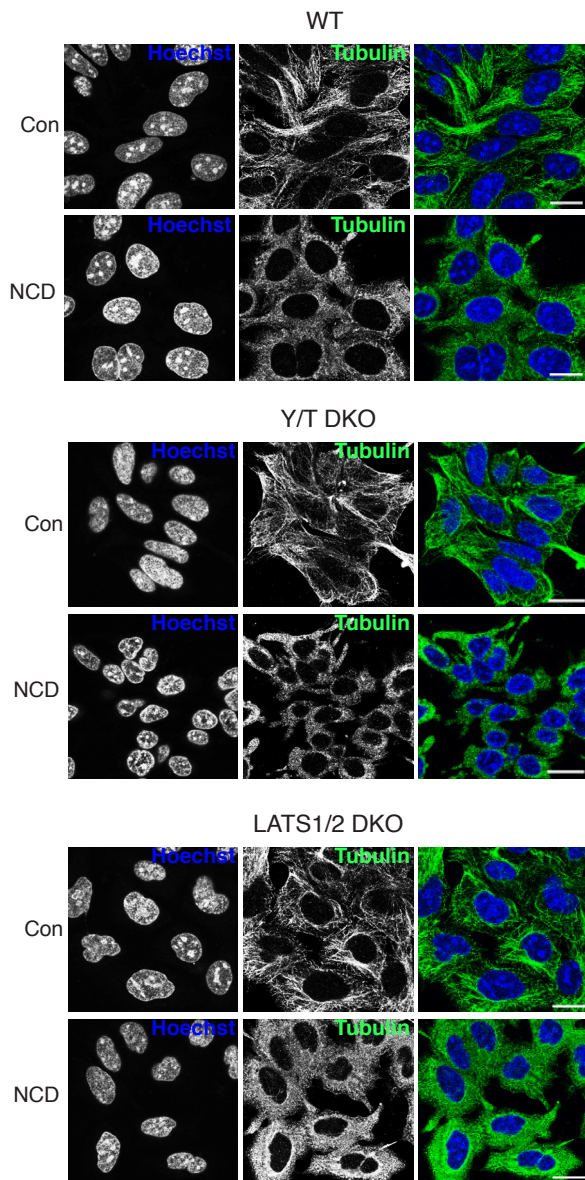 WT
Con
Hoechst
Tubulin
NCD
Hoechst
Tubulin
Y/T DKO
Con
Hoechst
Tubulin
NCD
Hoechst
Tubulin
LATS1/2 DKO
Con
Hoechst
Tubulin
NCD
Hoechst
Tubulin